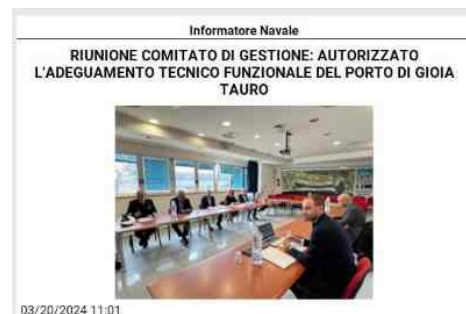 Informatore Navale
RIUNIONE COMITATO DI GESTIONE: AUTORIZZATO
L'ADEGUAMENTO TECNICO FUNZIONALE DEL PORTO DI GIOIA
TAURO
03/20/2024 11:01